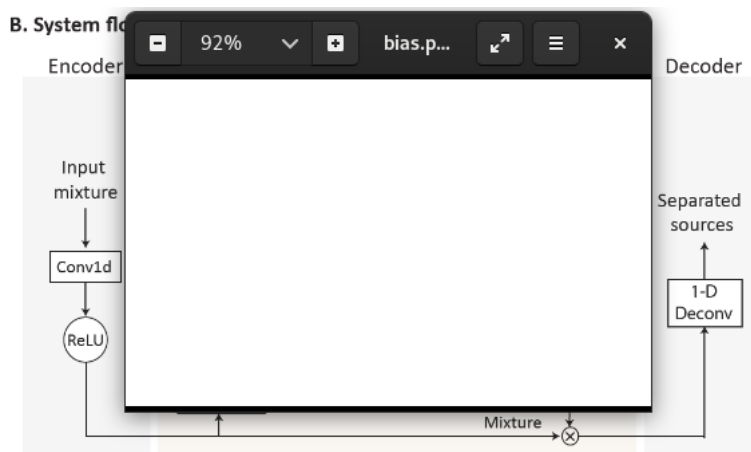 B. System flo
92%
bias.p...
Encoder
Decoder
Input
mixture
Conv1d
ReLU
Mixture
Separated
sources
1-D
Deconv